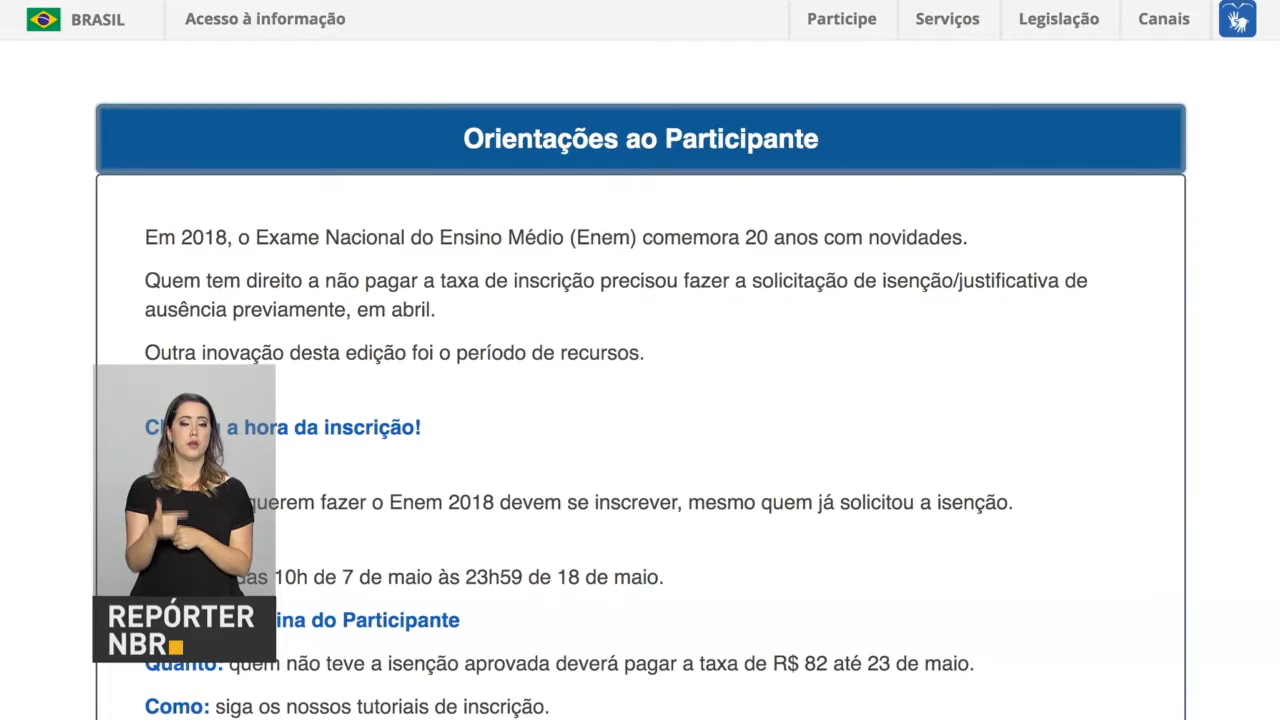 BRASIL
Acesso à informação
Participe
Serviços
Legislação
Canais
Orientações ao Participante
Em 2018, o Exame Nacional do Ensino Médio (Enem) comemora 20 anos com novidades.
Quem tem direito a não pagar a taxa de inscrição precisou fazer a solicitação de isenção/justificativa de
ausência previamente, em abril.
Outra inovação desta edição foi o período de recursos.
a hora da inscrição!
querem fazer o Enem 2018 devem se inscrever, mesmo quem já solicitou a isenção.
das 10h de 7 de maio às 23h59 de 18 de maio.
do Participante
Quanto: quem não teve a isenção aprovada deverá pagar a taxa de R$ 82 até 23 de maio.
Como: siga os nossos tutoriais de inscrição.
REPÓRTER
NBR